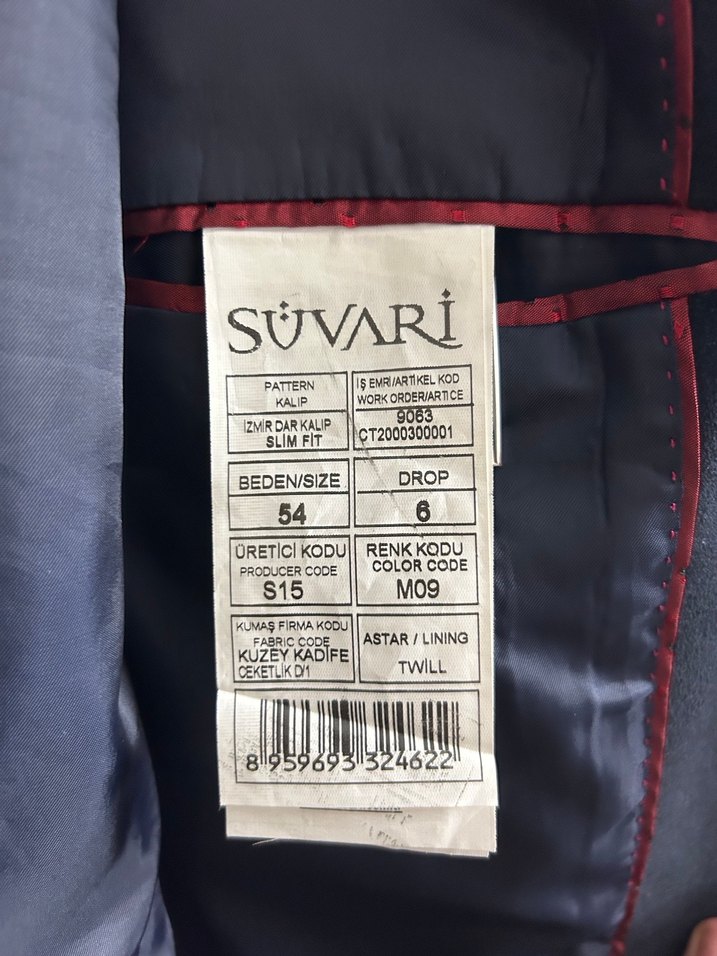 SÜVARİ
PATTERN
KALIP
İZMİR DAR KALIP
SLIM FİT
İŞ EMRİ/ARTİKEL KOD
WORK ORDER/ARTICE
9063
CT2000300001
BEDEN/SIZE
54
DROP
6
ÜRETİCİ KODU
PRODUCER CODE
S15
RENK KODU
COLOR CODE
M09
KUMAŞ FİRMA KODU
FABRIC CODE
KUZEY KADİFE
CEKETLİK D/1
ASTAR / LINING
TWILL
8 959693 324622